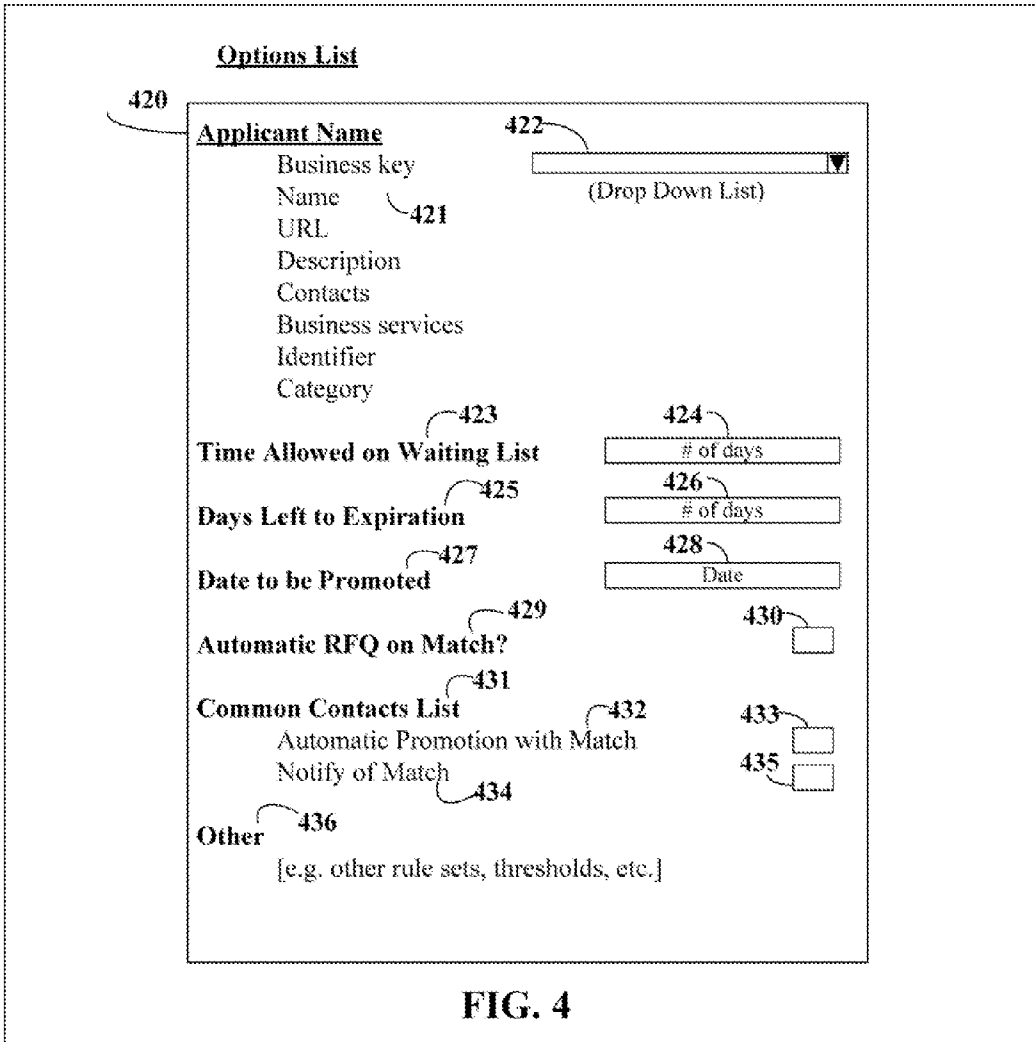 Options List
420
Applicant Name 422
Business key
(Drop Down List)
Name 421
URL
Description
Contacts
Business services
Identifier
Category
423 424
Time Allowed on Waiting List # of days
425 426
Days Left to Expiration # of days
427 428
Date to be Promoted Date
429 430
Automatic RFQ on Match?
431
Common Contacts List 432 433
Automatic Promotion with Match
Notify of Match 434 435
Other 436
[e.g. other rule sets, thresholds, etc.]
FIG. 4